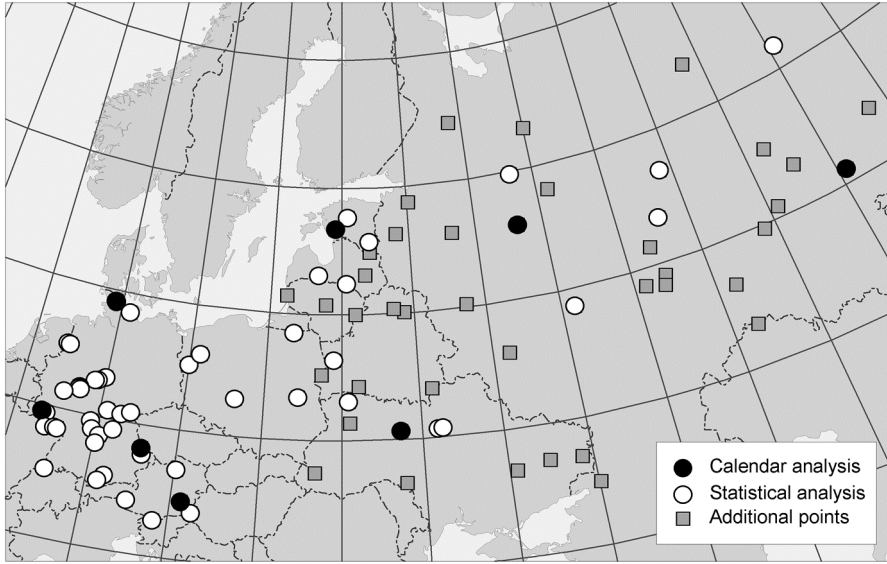 Calendar analysis
Statistical analysis
Additional points